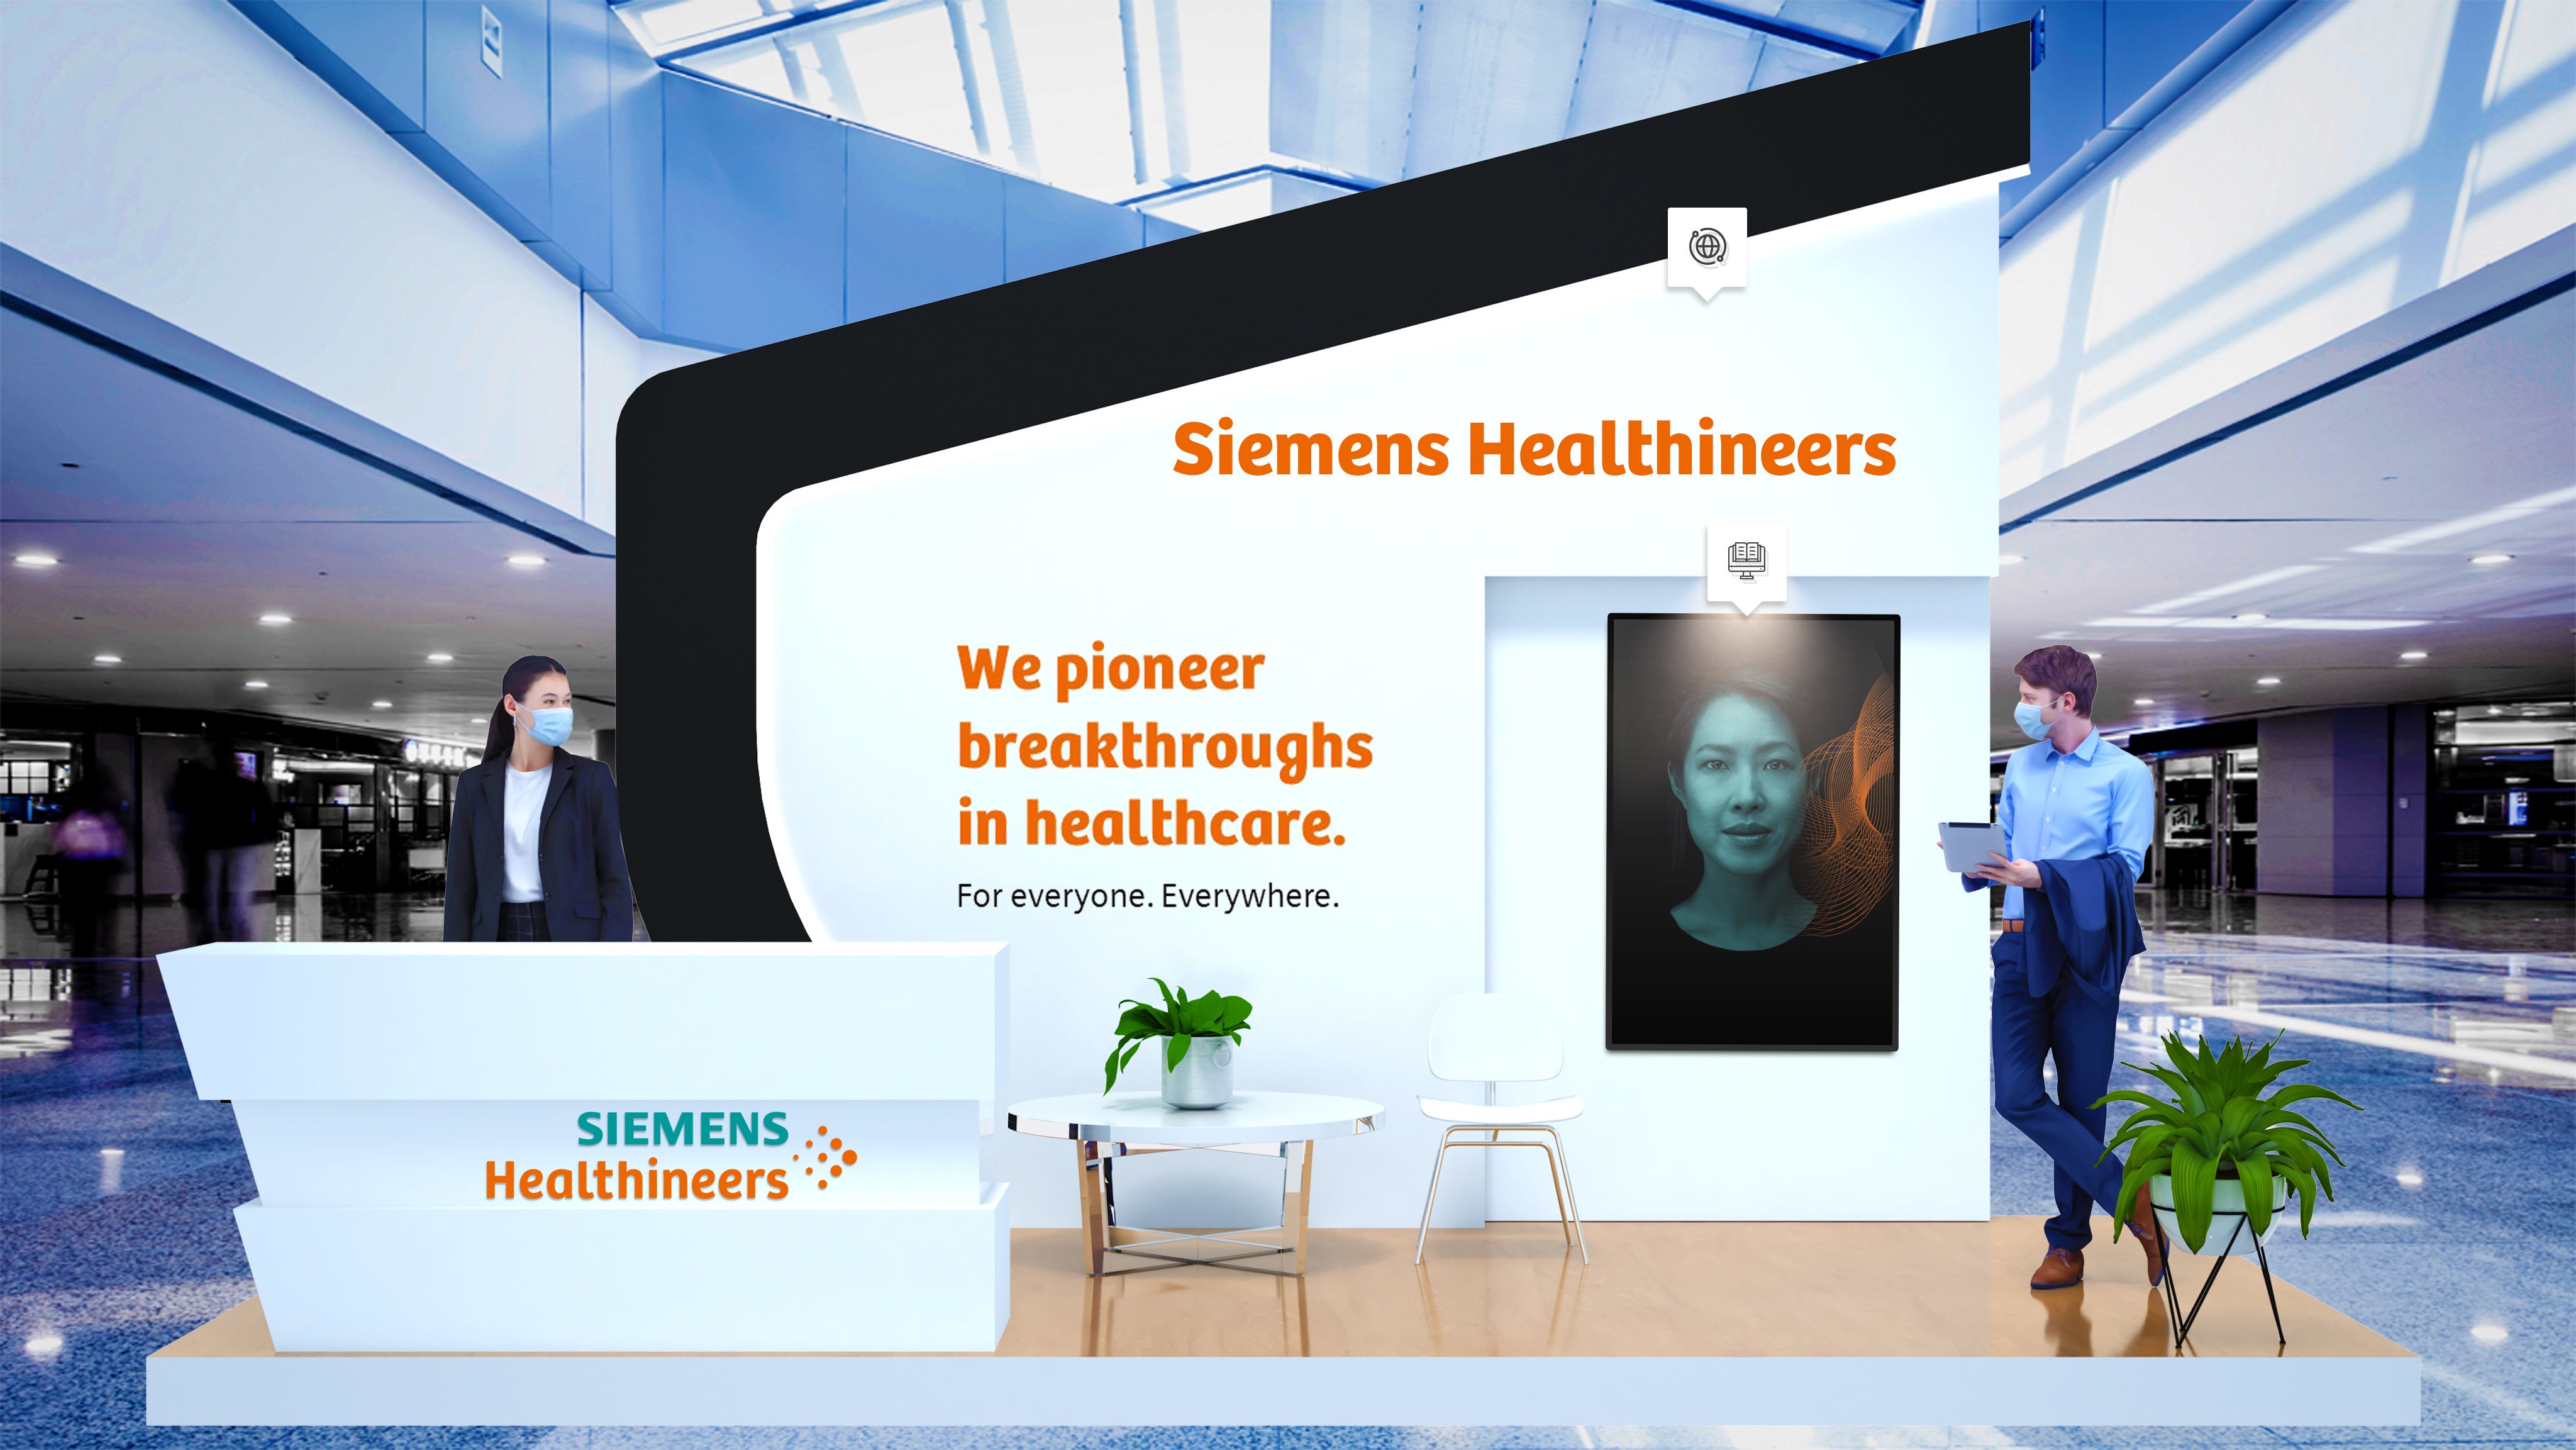 Siemens Healthineers
We pioneer
breakthroughs
in healthcare.
For everyone. Everywhere.
SIEMENS
Healthineers